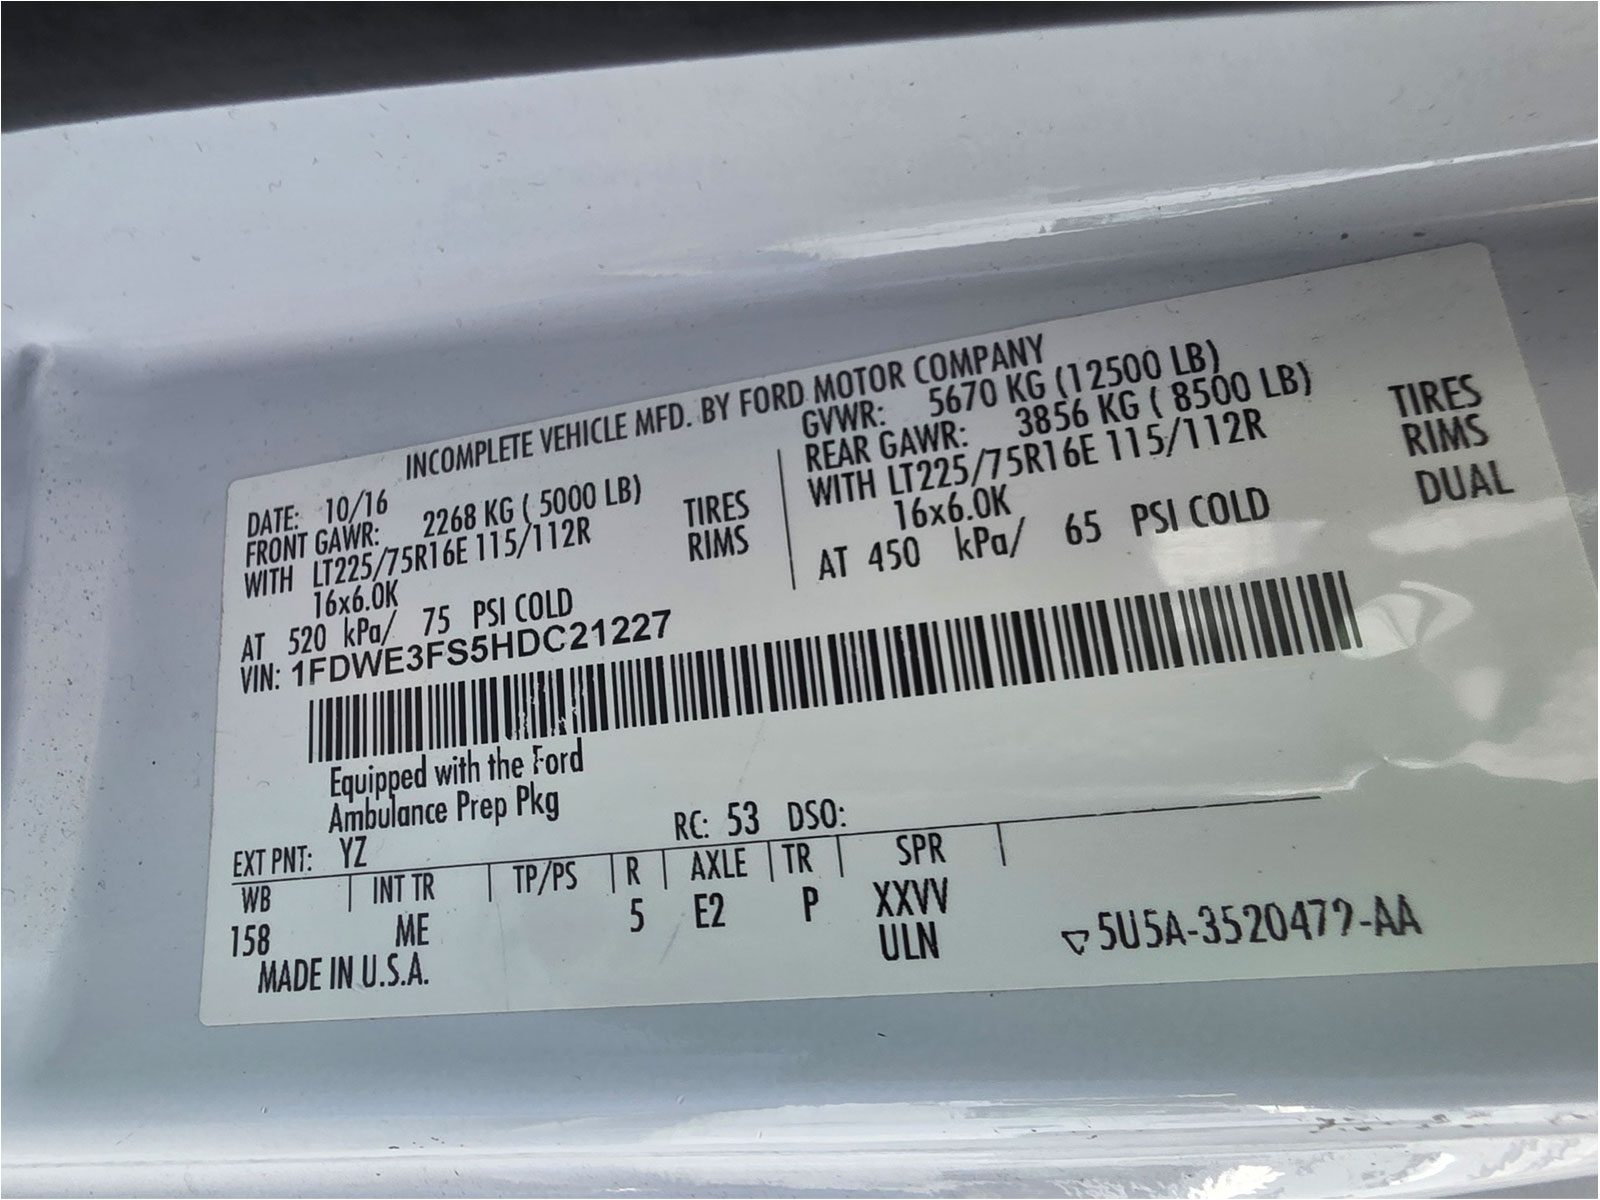 INCOMPLETE VEHICLE MFD. BY FORD MOTOR COMPANY
DATE: 10/16
FRONT GAWR: 2268 KG ( 5000 LB)
WITH LT225/75R16E 115/112R TIRES
16x6.0K RIMS
AT 520 kPa/ 75 PSI COLD
GVWR: 5670 KG (12500 LB)
REAR GAWR: 3856 KG ( 8500 LB)
WITH LT225/75R16E 115/112R TIRES
16x6.0K RIMS
AT 450 kPa/ 65 PSI COLD DUAL
VIN: 1FDWE3FS5HDC21227
Equipped with the Ford
Ambulance Prep Pkg
RC: 53 DSO:
EXT PNT: YZ
WB INT TR TP/PS R AXLE TR SPR
158 ME 5 E2 P XXVV
ULN
MADE IN U.S.A.
5U5A-3520472-AA